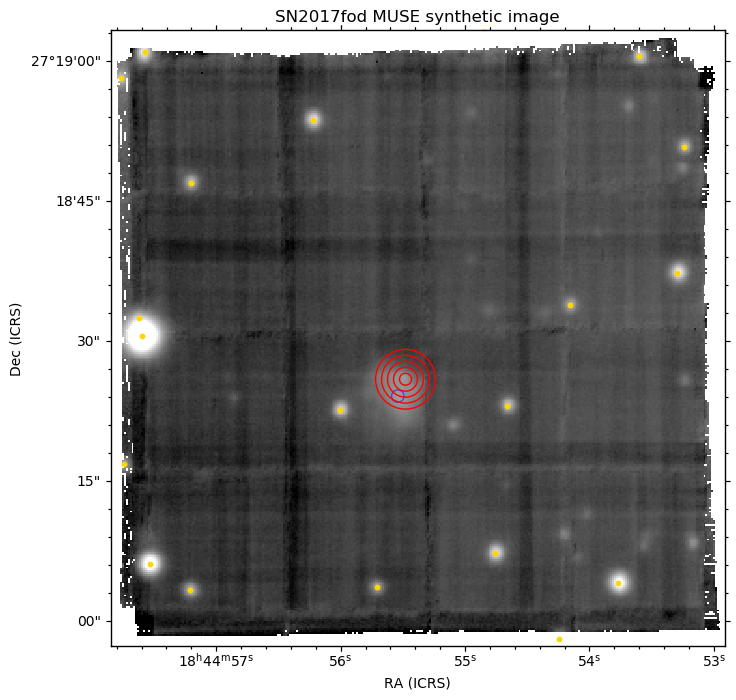 SN2017fod MUSE synthetic image
27°19'00"
18'45"
30"
15"
00"
Dec (ICRS)
18ʰ44ᵐ57ˢ
56ˢ
55ˢ
54ˢ
53ˢ
RA (ICRS)